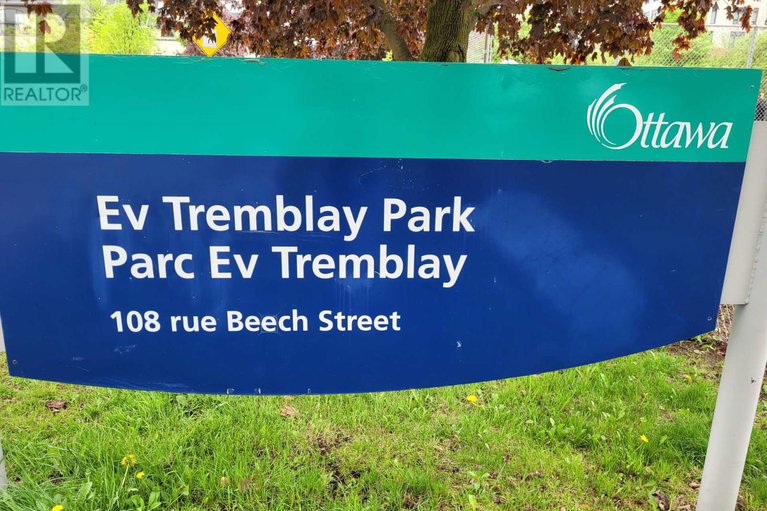 R
REALTOR®
Ottawa
Ev Tremblay Park
Parc Ev Tremblay
108 rue Beech Street